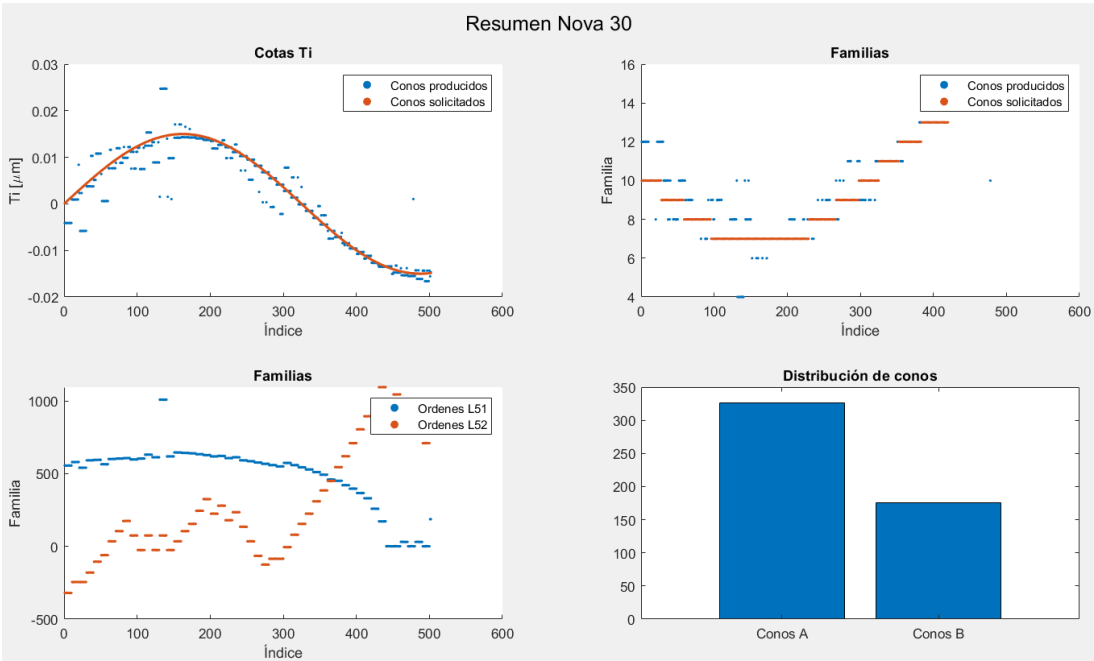 Resumen Nova 30
Cotas Ti
0.03
0.02
0.01
0
-0.01
-0.02
Ti [μm]
0 100 200 300 400 500 600
Índice
Conos producidos
Conos solicitados
Familias
16
14
12
10
8
6
4
Familia
0 100 200 300 400 500 600
Índice
Conos producidos
Conos solicitados
Familias
1000
500
0
-500
Familia
0 100 200 300 400 500 600
Índice
Ordenes L51
Ordenes L52
Distribución de conos
350
300
250
200
150
100
50
0
Conos A Conos B